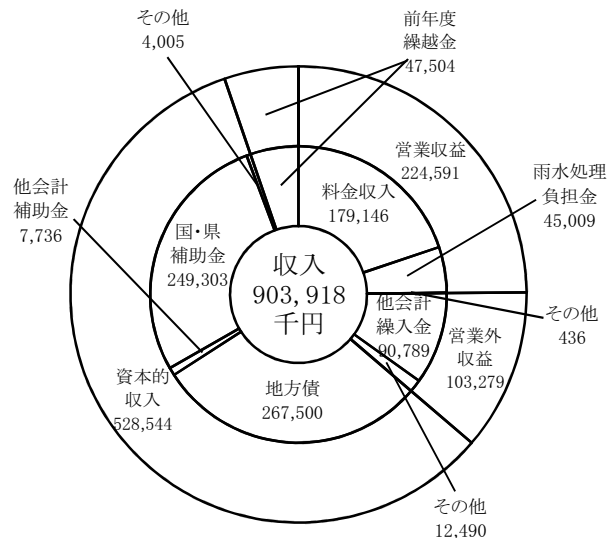 その他
4,005
前年度
繰越金
47,504
営業収益
224,591
雨水処理
負担金
45,009
料金収入
179,146
他会計
補助金
7,736
国・県
補助金
249,303
収入
903,918
千円
他会計
繰入金
90,789
その他
436
営業外
収益
103,279
資本的
収入
528,544
地方債
267,500
その他
12,490